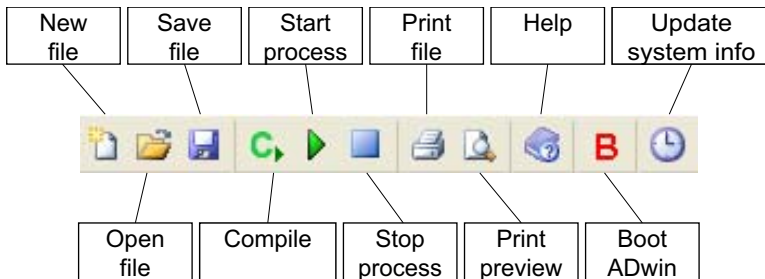 New
file
Save
file
Start
process
Print
file
Help
Update
system info
C
B
Open
file
Compile
Stop
process
Print
preview
Boot
ADwin